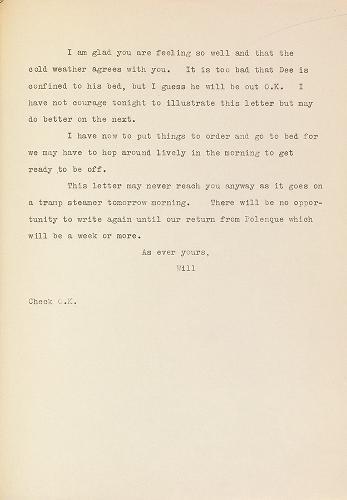 I am glad you are feeling so well and that the
cold weather agrees with you. It is too bad that Dee is
confined to his bed, but I guess he will be out O.K. I
have not courage tonight to illustrate this letter but may
do better on the next.
I have now to put things to order and go to bed for
we may have to hop around lively in the morning to get
ready to be off.
This letter may never reach you anyway as it goes on
a tramp steamer tomorrow morning. There will be no oppor-
tunity to write again until our return from Polenque which
will be a week or more.
As ever yours,
Will
Check O.K.